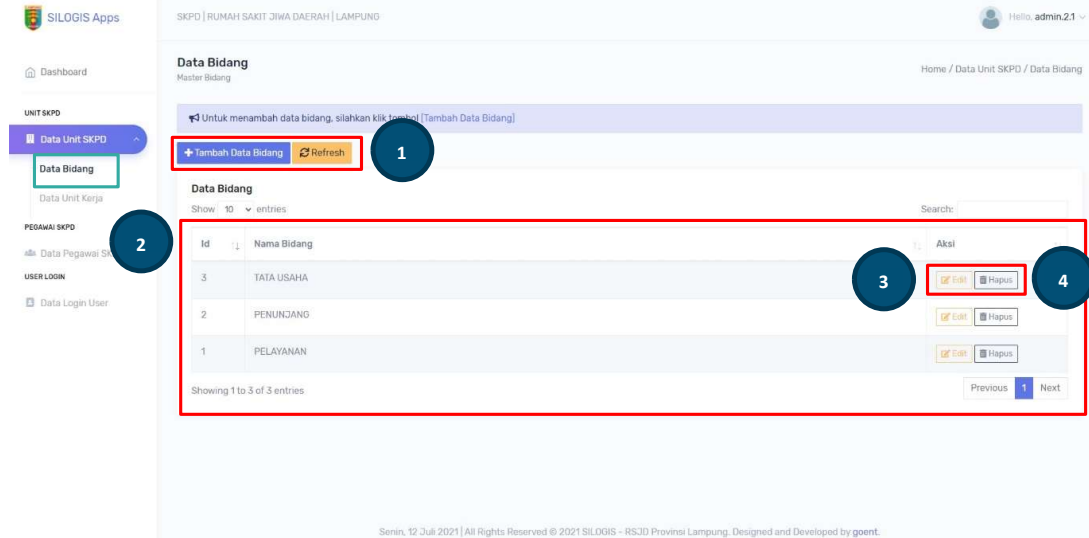 SILOGIS Apps
SKPD | RUMAH SAKIT JIWA DAERAH | LAMPUNG
Hello, admin.2.1
Dashboard
Data Bidang
Master Bidang
Home / Data Unit SKPD / Data Bidang
UNIT SKPD
Untuk menambah data bidang, silahkan klik tombol [Tambah Data Bidang]
Data Unit SKPD
Tambah Data Bidang
Refresh
1
Data Bidang
Data Unit Kerja
Data Bidang
Show 10 entries
Search:
PEGAWAI SKPD
Data Pegawai
2
USER LOGIN
Data Login User
Id Nama Bidang Aksi
3 TATA USAHA Edit Hapus
3
4
2 PENUNJANG Edit Hapus
1 PELAYANAN Edit Hapus
Showing 1 to 3 of 3 entries
Previous 1 Next
Senin, 12 Juli 2021 | All Rights Reserved © 2021 SILOGIS - RSJD Provinsi Lampung. Designed and Developed by goent.